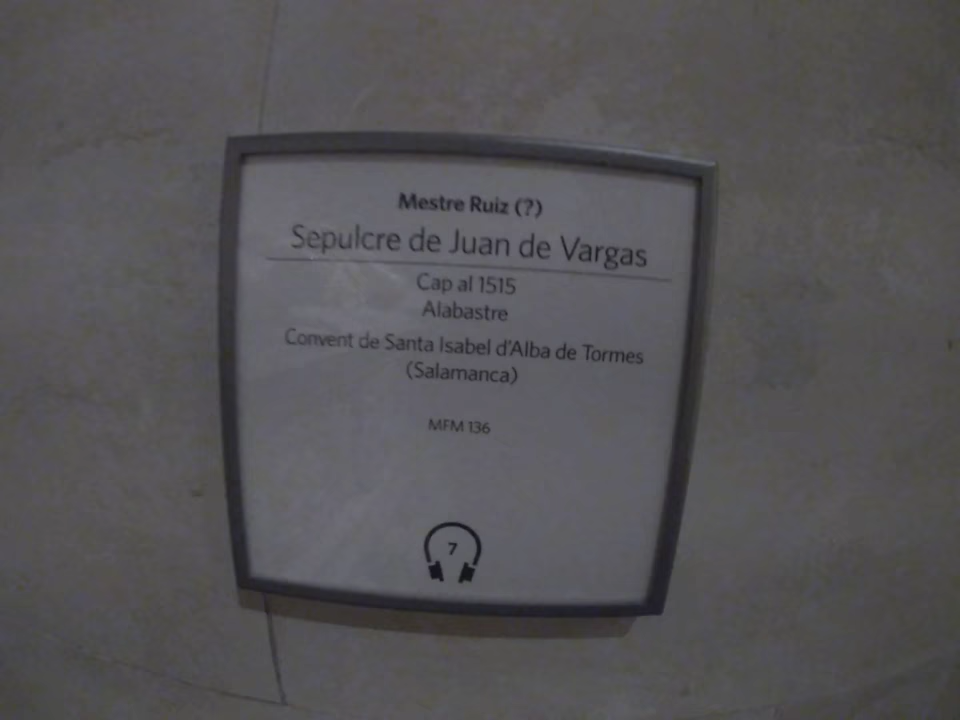 Mestre Ruiz (?)
Sepulcre de Juan de Vargas
Cap al 1515
Alabastre
Convent de Santa Isabel d'Alba de Tormes
(Salamanca)
MFM 136
7